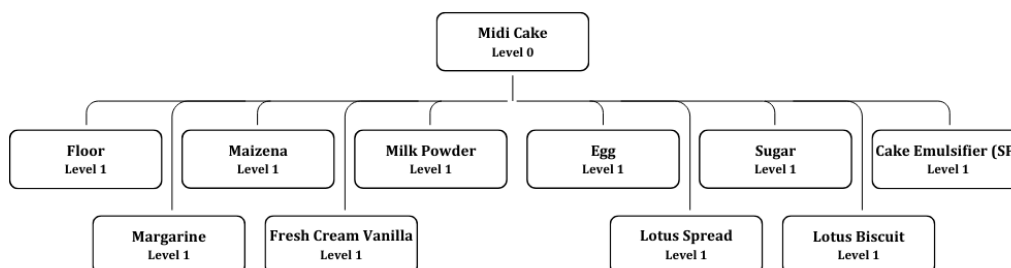 Midi Cake
Level 0
Floor
Level 1
Maizena
Level 1
Milk Powder
Level 1
Egg
Level 1
Sugar
Level 1
Cake Emulsifier (SP
Level 1
Margarine
Level 1
Fresh Cream Vanilla
Level 1
Lotus Spread
Level 1
Lotus Biscuit
Level 1